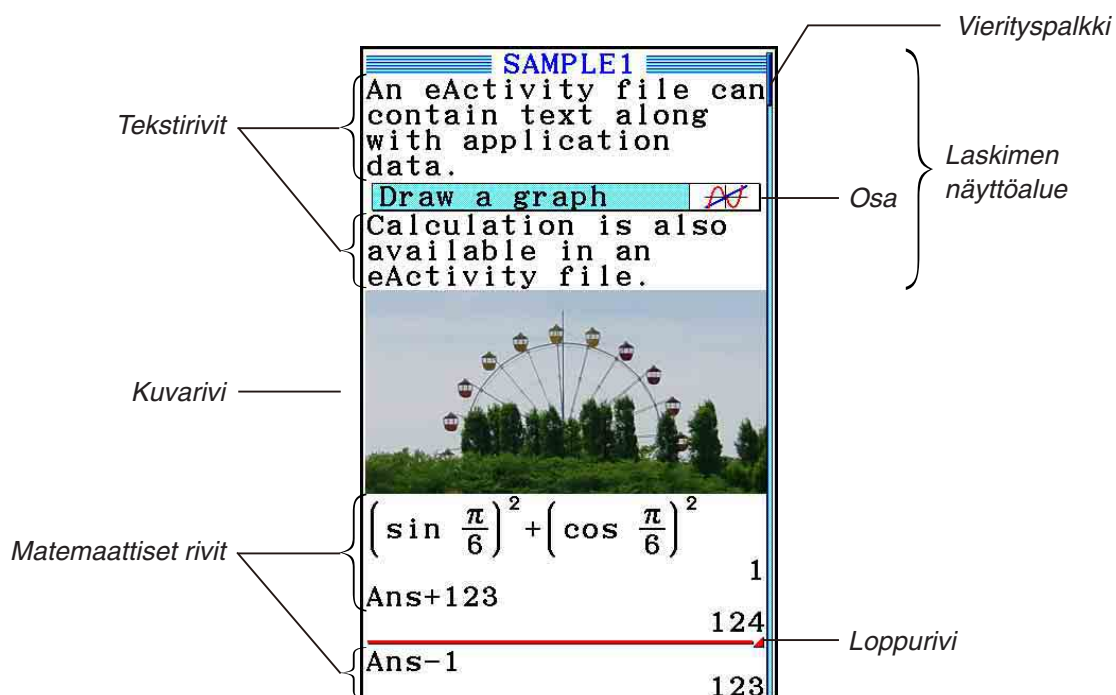 Vierityspalkki
SAMPLE1
An eActivity file can
contain text along
with application
data.
Tekstirivit
Laskimen
näyttöalue
Draw a graph
Osa
Calculation is also
available in an
eActivity file.
Kuvarivi
(sin π/6)²+(cos π/6)²
1
Matemaattiset rivit
Ans+123
124
Loppurivi
Ans−1
123